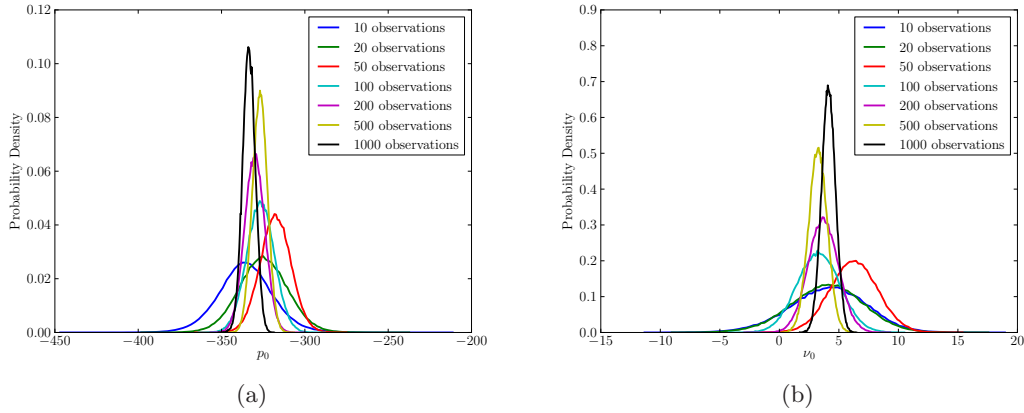 0.12
0.10
0.08
0.06
0.04
0.02
0.00
Probability Density
−450
−400
−350
−300
−250
−200
p₀
10 observations
20 observations
50 observations
100 observations
200 observations
500 observations
1000 observations
(a)
0.9
0.8
0.7
0.6
0.5
0.4
0.3
0.2
0.1
0.0
Probability Density
−15
−10
−5
0
5
10
15
20
ν₀
10 observations
20 observations
50 observations
100 observations
200 observations
500 observations
1000 observations
(b)